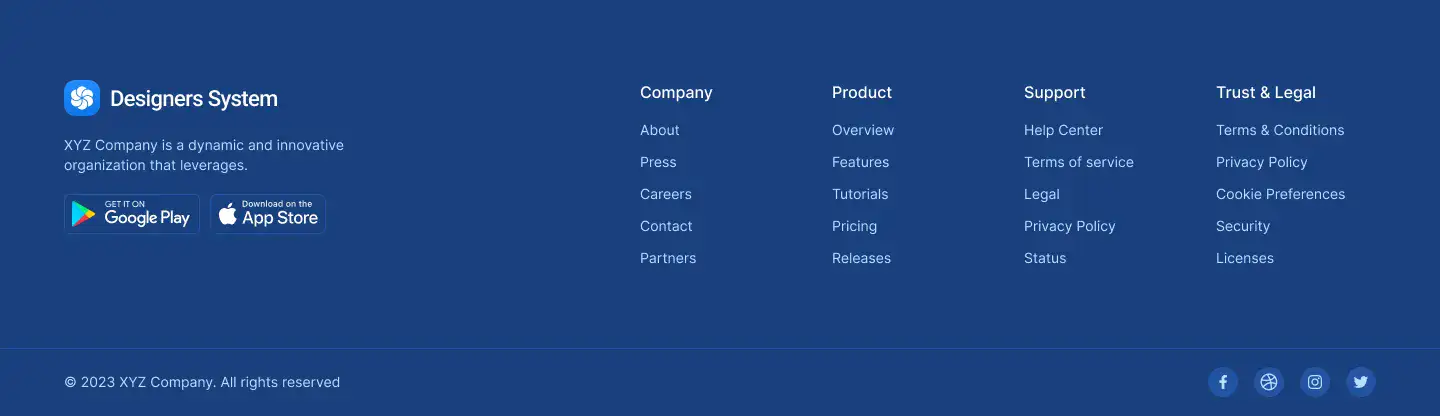 Designers System
XYZ Company is a dynamic and innovative
organization that leverages.
GET IT ON
Google Play
Download on the
App Store
Company
About
Press
Careers
Contact
Partners
Product
Overview
Features
Tutorials
Pricing
Releases
Support
Help Center
Terms of service
Legal
Privacy Policy
Status
Trust & Legal
Terms & Conditions
Privacy Policy
Cookie Preferences
Security
Licenses
© 2023 XYZ Company. All rights reserved